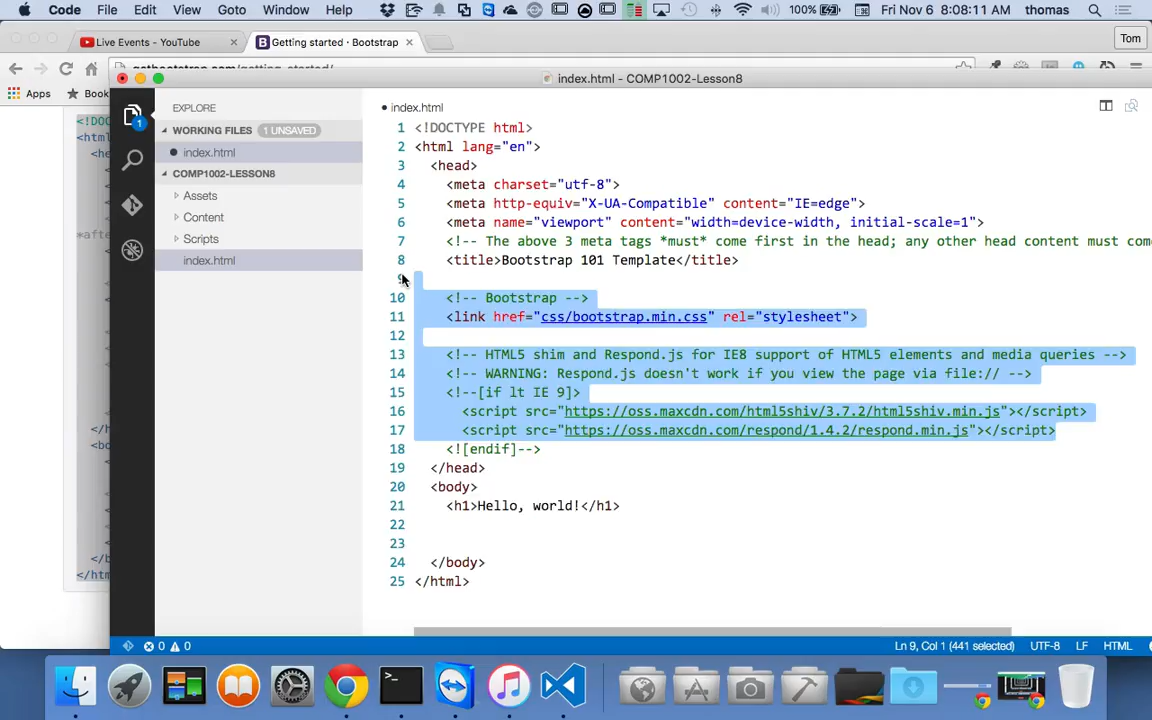 Code File Edit View Window Help 100% Fri Nov 6 8:08:11 AM thomas
Live Events - YouTube Getting started · Bootstrap Tom
index.html - COMP1002-Lesson8
Apps Book
EXPLORE index.html
WORKING FILES 1 UNSAVED
index.html
COMP1002-LESSON8
Assets
Content
Scripts
index.html
1 <!DOCTYPE html>
2 <html lang="en">
3 <head>
4 <meta charset="utf-8">
5 <meta http-equiv="X-UA-Compatible" content="IE=edge">
6 <meta name="viewport" content="width=device-width, initial-scale=1">
7 <!-- The above 3 meta tags *must* come first in the head; any other head content must com
8 <title>Bootstrap 101 Template</title>
9
10 <!-- Bootstrap -->
11 <link href="css/bootstrap.min.css" rel="stylesheet">
12
13 <!-- HTML5 shim and Respond.js for IE8 support of HTML5 elements and media queries -->
14 <!-- WARNING: Respond.js doesn't work if you view the page via file:// -->
15 <!--[if lt IE 9]>
16 <script src="https://oss.maxcdn.com/html5shiv/3.7.2/html5shiv.min.js"></script>
17 <script src="https://oss.maxcdn.com/respond/1.4.2/respond.min.js"></script>
18 <![endif]-->
19 </head>
20 <body>
21 <h1>Hello, world!</h1>
22
23
24 </body>
25 </html>
<!DOC
<html
<he
*afte
</h
<bo
</b
</htm
0 0 Ln 9, Col 1 (441 selected) UTF-8 LF HTML